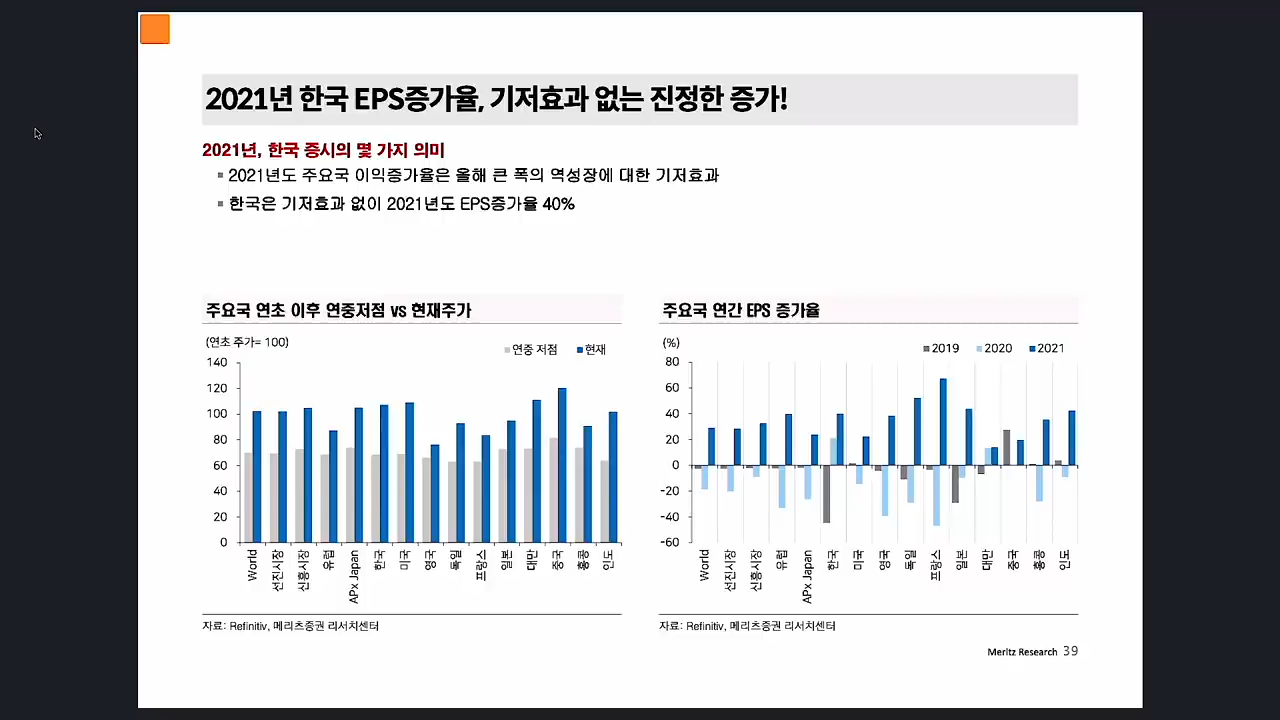 2021년 한국 EPS증가율, 기저효과 없는 진정한 증가!
2021년, 한국 증시의 몇 가지 의미
2021년도 주요국 이익증가율은 올해 큰 폭의 역성장에 대한 기저효과
한국은 기저효과 없이 2021년도 EPS증가율 40%
주요국 연초 이후 연중저점 vs 현재주가
(연초 주가= 100)
연중 저점 현재
140
120
100
80
60
40
20
0
World 선진시장 신흥시장 유럽 APx Japan 한국 미국 영국 독일 프랑스 일본 대만 중국 홍콩 인도
자료: Refinitiv, 메리츠증권 리서치센터
주요국 연간 EPS 증가율
(%)
2019 2020 2021
80
60
40
20
0
-20
-40
-60
World 선진시장 신흥시장 유럽 APx Japan 한국 미국 영국 독일 프랑스 일본 대만 중국 홍콩 인도
자료: Refinitiv, 메리츠증권 리서치센터
Meritz Research 39